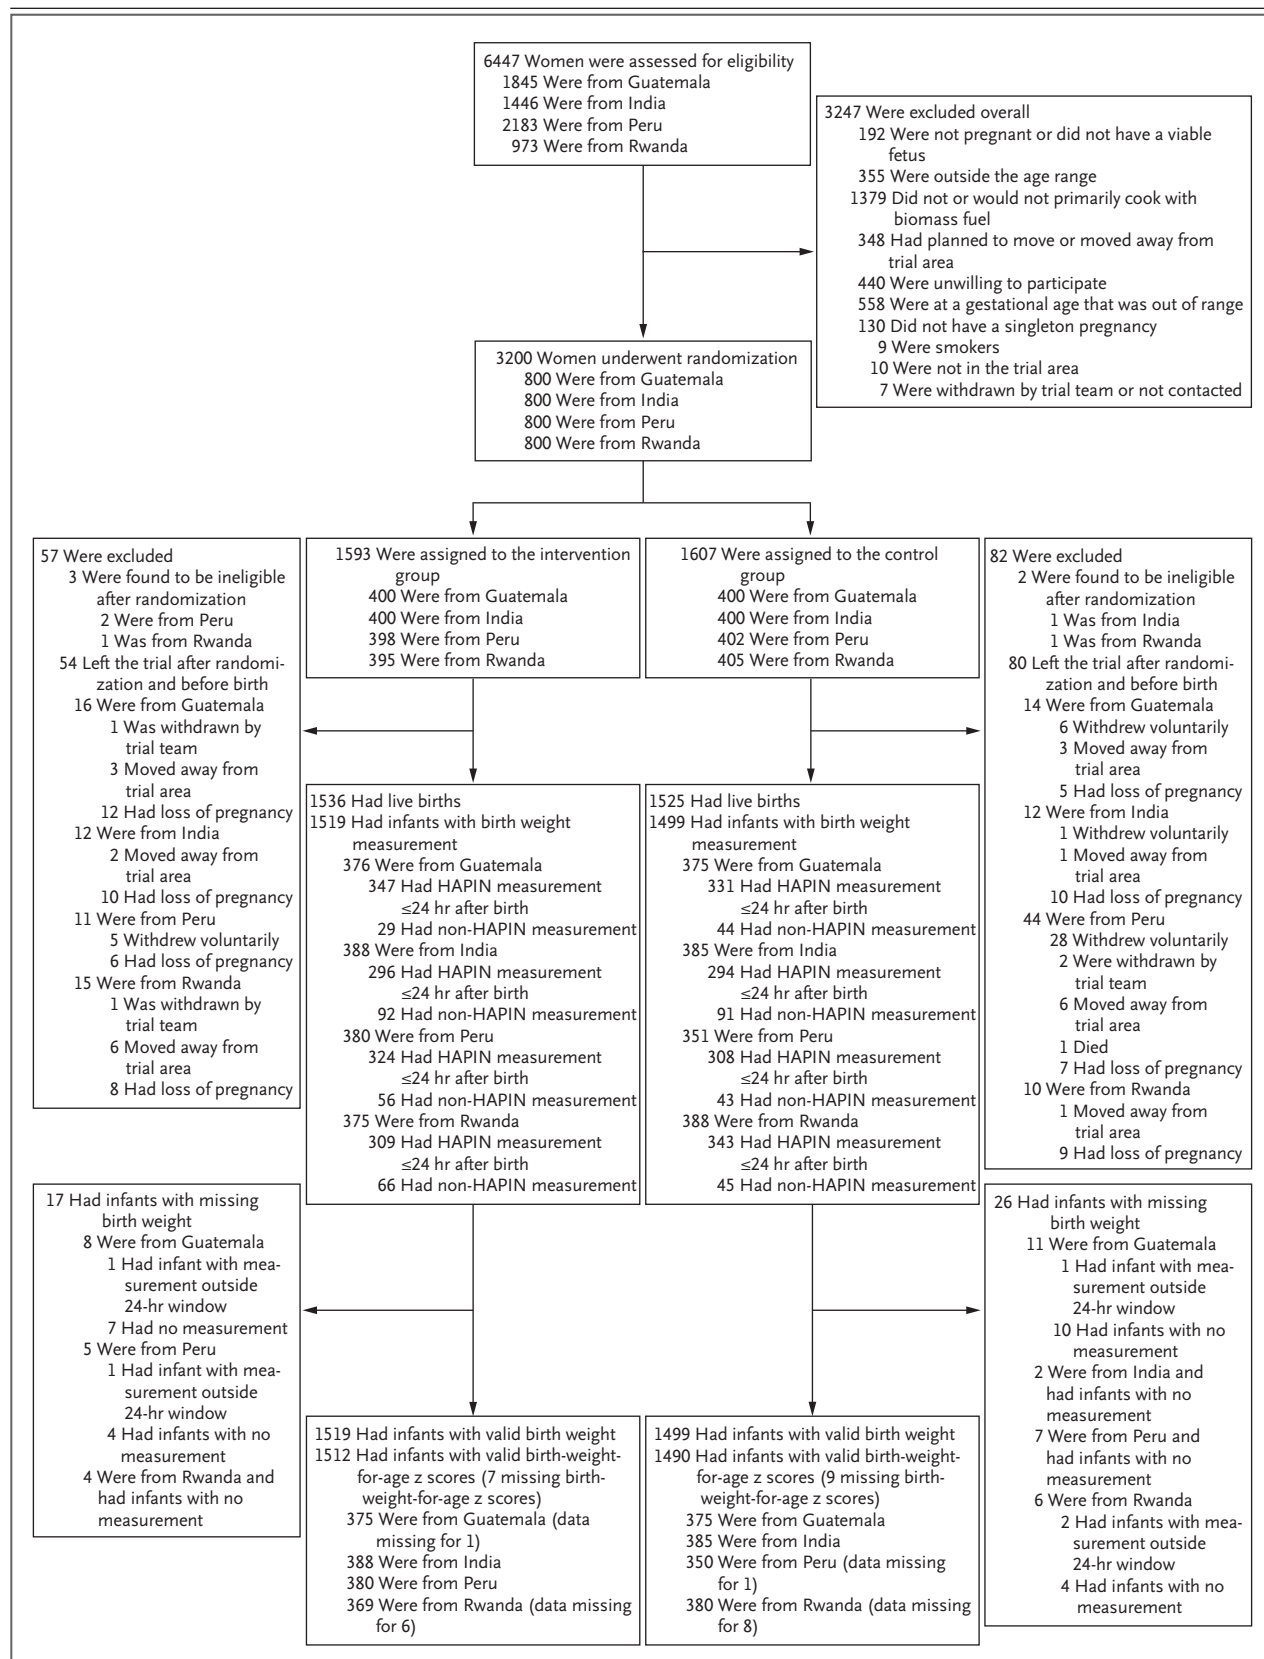 6447 Women were assessed for eligibility
1845 Were from Guatemala
1446 Were from India
2183 Were from Peru
973 Were from Rwanda
3247 Were excluded overall
192 Were not pregnant or did not have a viable
fetus
355 Were outside the age range
1379 Did not or would not primarily cook with
biomass fuel
348 Had planned to move or moved away from
trial area
440 Were unwilling to participate
558 Were at a gestational age that was out of range
130 Did not have a singleton pregnancy
9 Were smokers
10 Were not in the trial area
7 Were withdrawn by trial team or not contacted
3200 Women underwent randomization
800 Were from Guatemala
800 Were from India
800 Were from Peru
800 Were from Rwanda
57 Were excluded
3 Were found to be ineligible
after randomization
2 Were from Peru
1 Was from Rwanda
54 Left the trial after randomi-
zation and before birth
16 Were from Guatemala
1 Was withdrawn by
trial team
3 Moved away from
trial area
12 Had loss of pregnancy
12 Were from India
2 Moved away from
trial area
10 Had loss of pregnancy
11 Were from Peru
5 Withdrew voluntarily
6 Had loss of pregnancy
15 Were from Rwanda
1 Was withdrawn by
trial team
6 Moved away from
trial area
8 Had loss of pregnancy
1593 Were assigned to the intervention
group
400 Were from Guatemala
400 Were from India
398 Were from Peru
395 Were from Rwanda
1607 Were assigned to the control
group
400 Were from Guatemala
400 Were from India
402 Were from Peru
405 Were from Rwanda
82 Were excluded
2 Were found to be ineligible
after randomization
1 Was from India
1 Was from Rwanda
80 Left the trial after randomi-
zation and before birth
14 Were from Guatemala
6 Withdrew voluntarily
3 Moved away from
trial area
5 Had loss of pregnancy
12 Were from India
1 Withdrew voluntarily
1 Moved away from
trial area
10 Had loss of pregnancy
44 Were from Peru
28 Withdrew voluntarily
2 Were withdrawn by
trial team
6 Moved away from
trial area
1 Died
7 Had loss of pregnancy
10 Were from Rwanda
1 Moved away from
trial area
9 Had loss of pregnancy
1536 Had live births
1519 Had infants with birth weight
measurement
376 Were from Guatemala
347 Had HAPIN measurement
≤24 hr after birth
29 Had non-HAPIN measurement
388 Were from India
296 Had HAPIN measurement
≤24 hr after birth
92 Had non-HAPIN measurement
380 Were from Peru
324 Had HAPIN measurement
≤24 hr after birth
56 Had non-HAPIN measurement
375 Were from Rwanda
309 Had HAPIN measurement
≤24 hr after birth
66 Had non-HAPIN measurement
1525 Had live births
1499 Had infants with birth weight
measurement
375 Were from Guatemala
331 Had HAPIN measurement
≤24 hr after birth
44 Had non-HAPIN measurement
385 Were from India
294 Had HAPIN measurement
≤24 hr after birth
91 Had non-HAPIN measurement
351 Were from Peru
308 Had HAPIN measurement
≤24 hr after birth
43 Had non-HAPIN measurement
388 Were from Rwanda
343 Had HAPIN measurement
≤24 hr after birth
45 Had non-HAPIN measurement
17 Had infants with missing
birth weight
8 Were from Guatemala
1 Had infant with mea-
surement outside
24-hr window
7 Had no measurement
5 Were from Peru
1 Had infant with mea-
surement outside
24-hr window
4 Had infants with no
measurement
4 Were from Rwanda and
had infants with no
measurement
26 Had infants with missing
birth weight
11 Were from Guatemala
1 Had infant with mea-
surement outside
24-hr window
10 Had infants with no
measurement
2 Were from India and
had infants with no
measurement
7 Were from Peru and
had infants with no
measurement
6 Were from Rwanda
2 Had infants with mea-
surement outside
24-hr window
4 Had infants with no
measurement
1519 Had infants with valid birth weight
1512 Had infants with valid birth-weight-
for-age z scores (7 missing birth-
weight-for-age z scores)
375 Were from Guatemala (data
missing for 1)
388 Were from India
380 Were from Peru
369 Were from Rwanda (data missing
for 6)
1499 Had infants with valid birth weight
1490 Had infants with valid birth-weight-
for-age z scores (9 missing birth-
weight-for-age z scores)
375 Were from Guatemala
385 Were from India
350 Were from Peru (data missing
for 1)
380 Were from Rwanda (data missing
for 8)